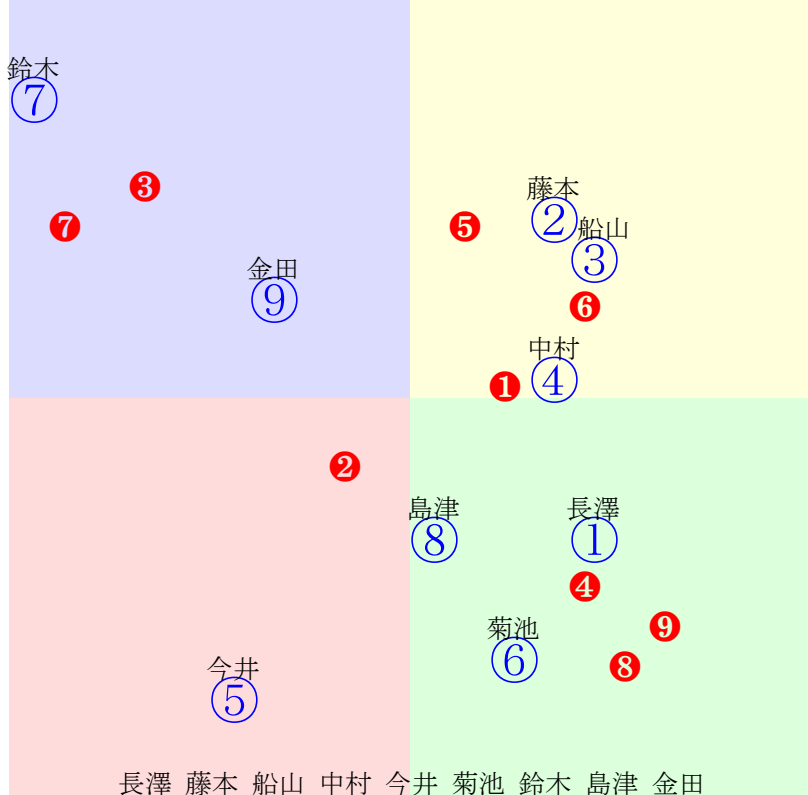 鈴木
⑦
❸
❼
藤本
②
❺
船山
③
金田
⑨
❻
中村
④
❶
❷
島津
⑧
長澤
①
❹
菊池
⑥
❾
❽
今井
⑤
長澤 藤本 船山 中村 今井 菊池 鈴木 島津 金田